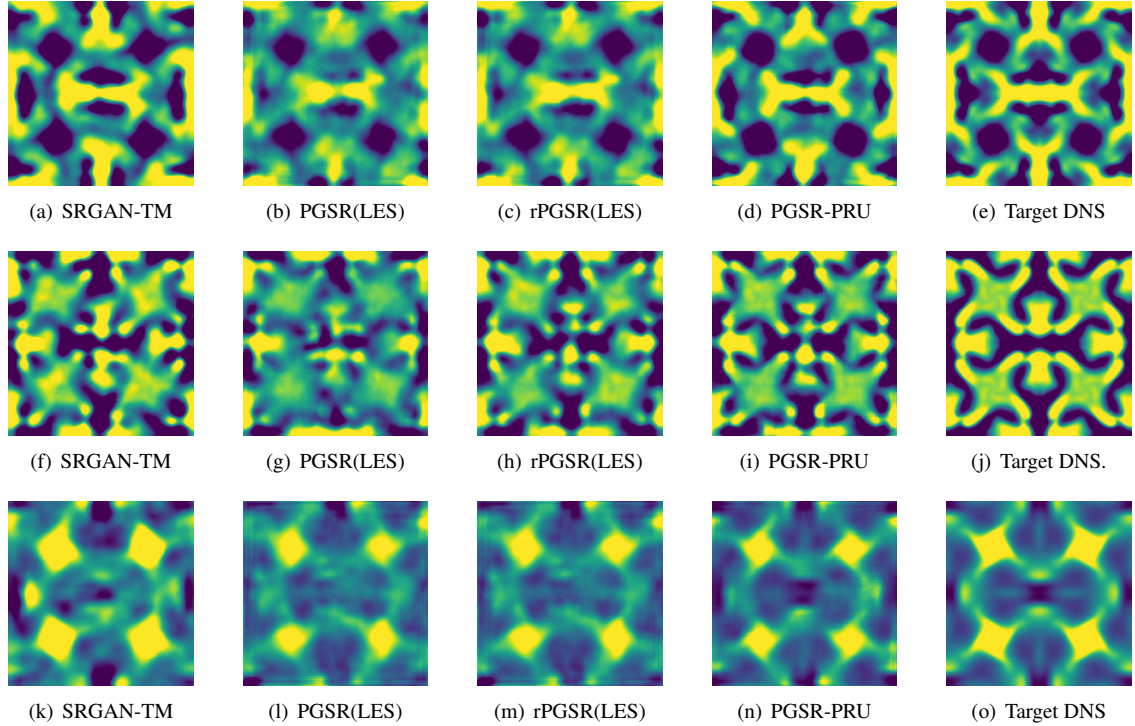 (a) SRGAN-TM (b) PGSR(LES) (c) rPGSR(LES) (d) PGSR-PRU (e) Target DNS
(f) SRGAN-TM (g) PGSR(LES) (h) rPGSR(LES) (i) PGSR-PRU (j) Target DNS.
(k) SRGAN-TM (l) PGSR(LES) (m) rPGSR(LES) (n) PGSR-PRU (o) Target DNS